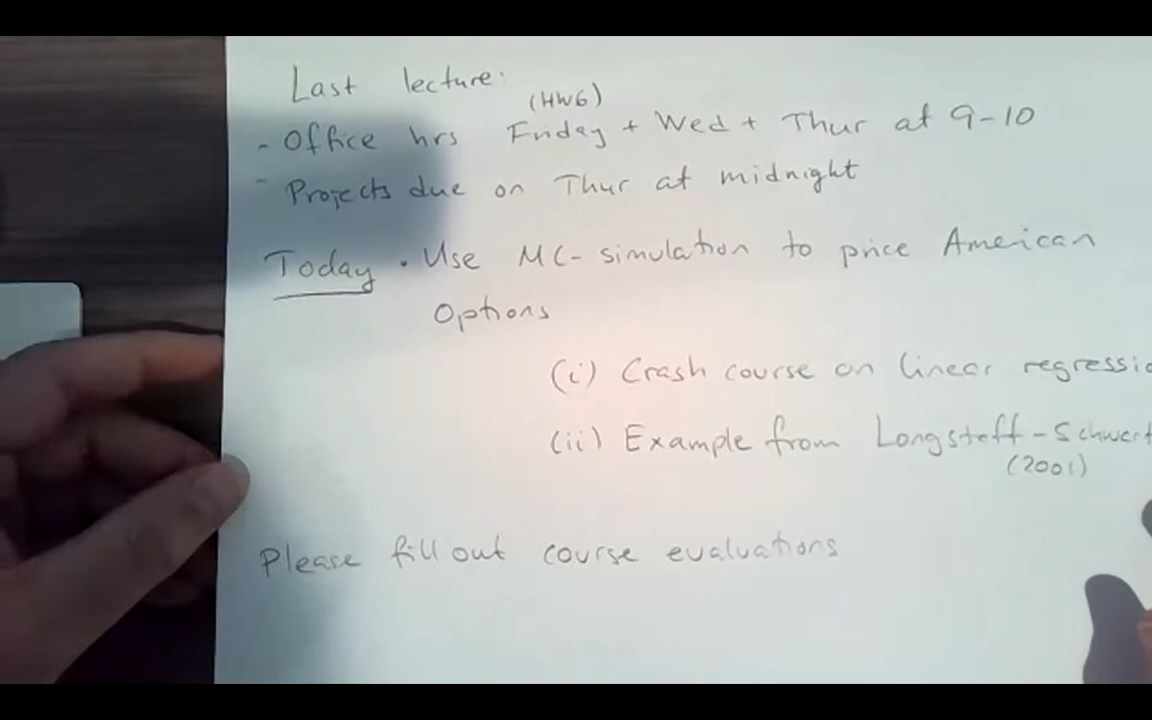 Last lecture:
(HW6)
- Office hrs Friday + Wed + Thur at 9-10
- Projects due on Thur at midnight
Today • Use MC-simulation to price American
Options
(i) Crash course on linear regressio
(ii) Example from Longstaff-Schwart
(2001)
Please fill out course evaluations